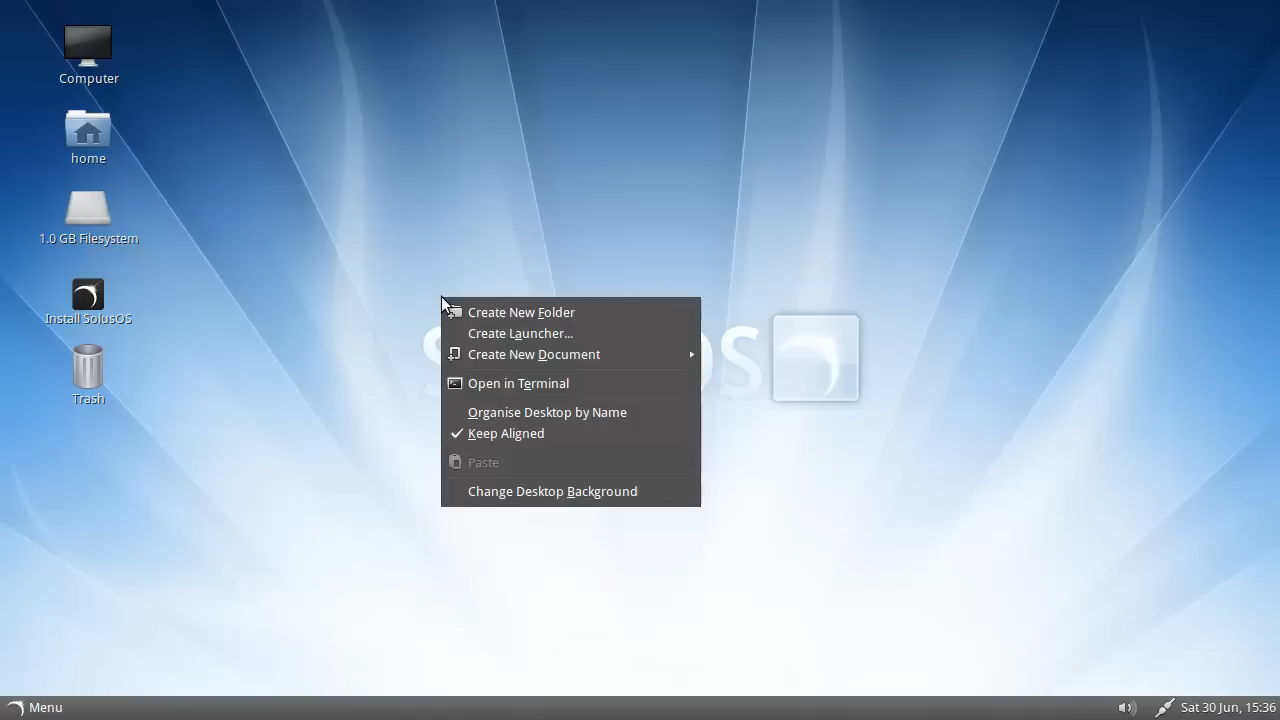 Computer
home
1.0 GB Filesystem
Install SolusOS
Trash
Create New Folder
Create Launcher...
Create New Document
Open in Terminal
Organise Desktop by Name
Keep Aligned
Paste
Change Desktop Background
Menu
Sat 30 Jun, 15:36